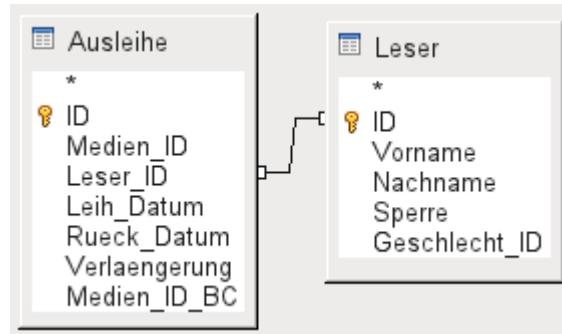 Ausleihe
*
ID
Medien_ID
Leser_ID
Leih_Datum
Rueck_Datum
Verlaengerung
Medien_ID_BC
Leser
*
ID
Vorname
Nachname
Sperre
Geschlecht_ID